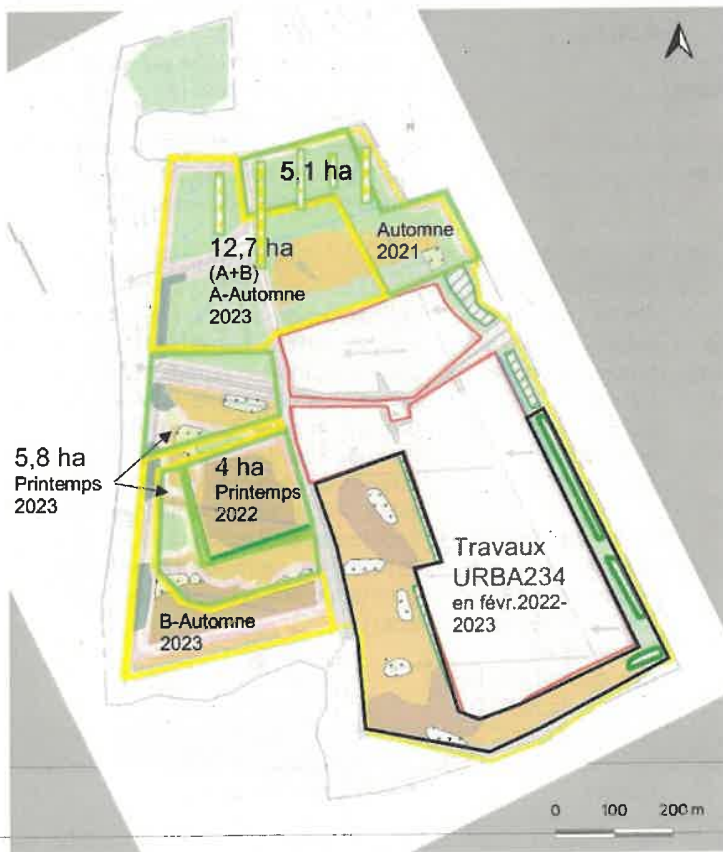 5,1 ha
Automne
2021
12,7 ha
(A+B)
A-Automne
2023
5,8 ha
Printemps
2023
4 ha
Printemps
2022
Travaux
URBA234
en févr.2022-
2023
B-Automne
2023
0 100 200 m